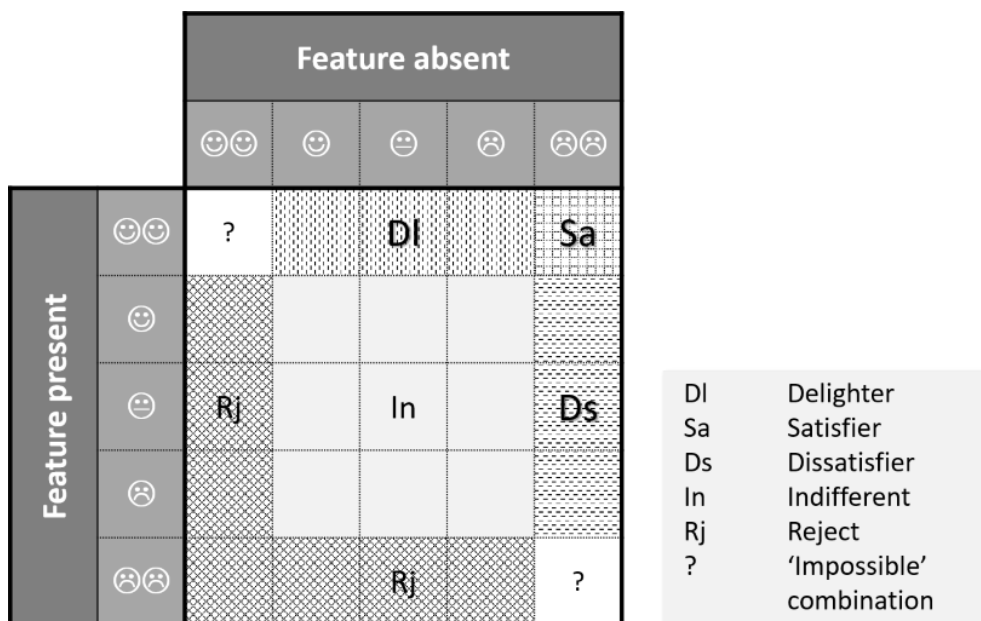 Feature absent
☺☺ ☺ 😐 ☹ ☹☹
Feature present
☺☺ ? Dl Sa
☺
😐 Rj In Ds
☹
☹☹ Rj ?
Dl Delighter
Sa Satisfier
Ds Dissatisfier
In Indifferent
Rj Reject
? ‘Impossible’
combination